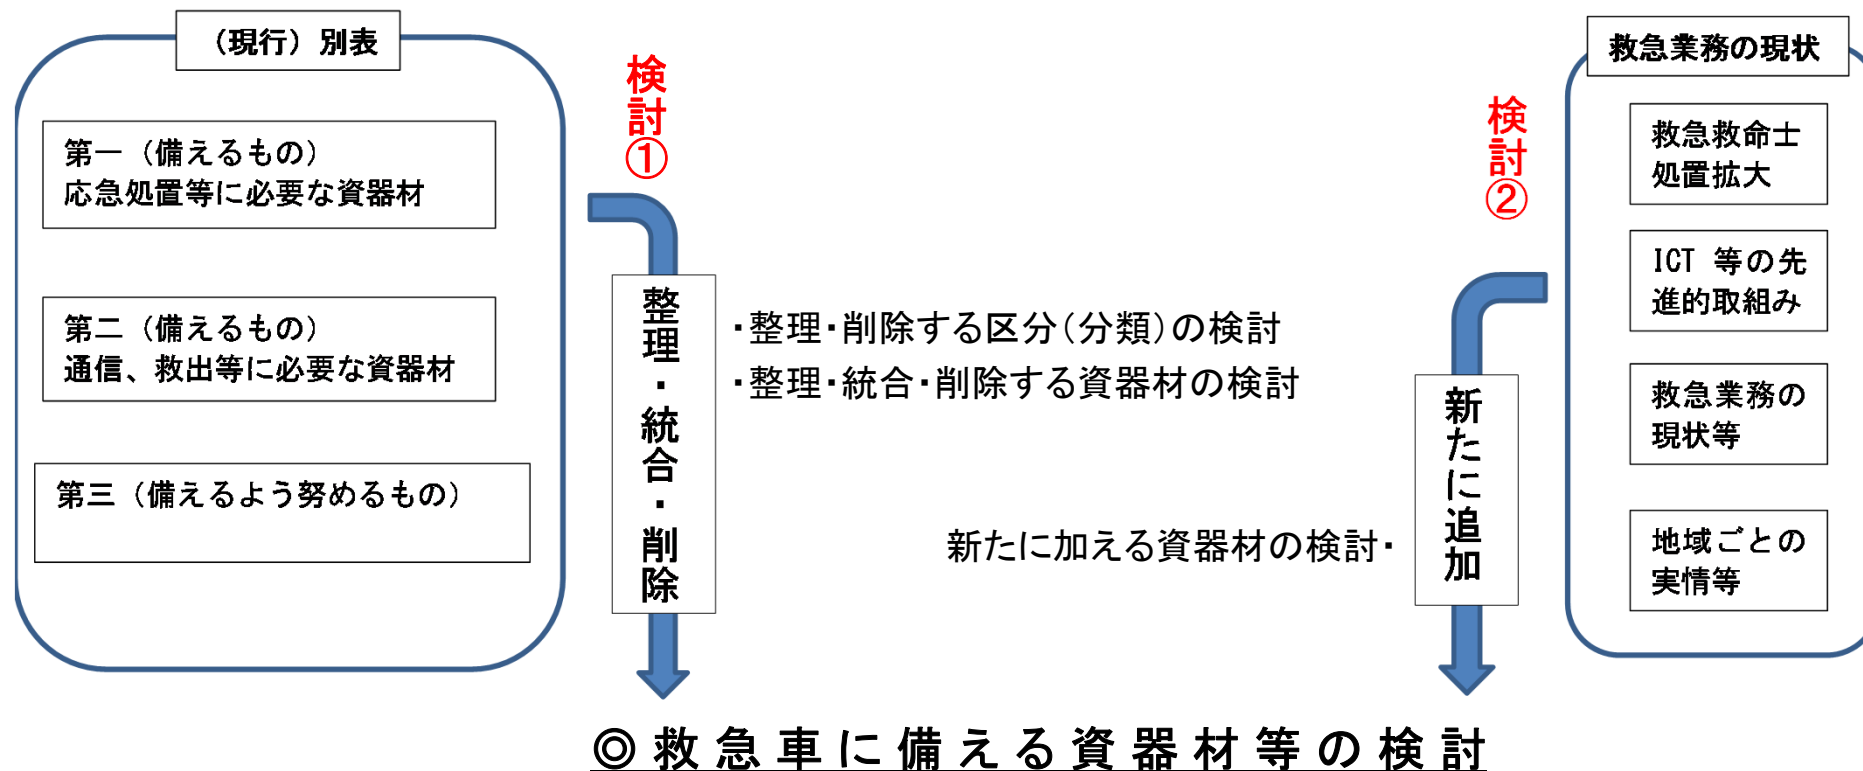 （現行）別表
第一（備えるもの）
応急処置等に必要な資器材
第二（備えるもの）
通信、救出等に必要な資器材
第三（備えるよう努めるもの）
検討①
整理・統合・削除
・整理・削除する区分（分類）の検討
・整理・統合・削除する資器材の検討
検討②
新たに追加
新たに加える資器材の検討・
救急業務の現状
救急救命士
処置拡大
ICT 等の先
進的取組み
救急業務の
現状等
地域ごとの
実情等
◎救急車に備える資器材等の検討